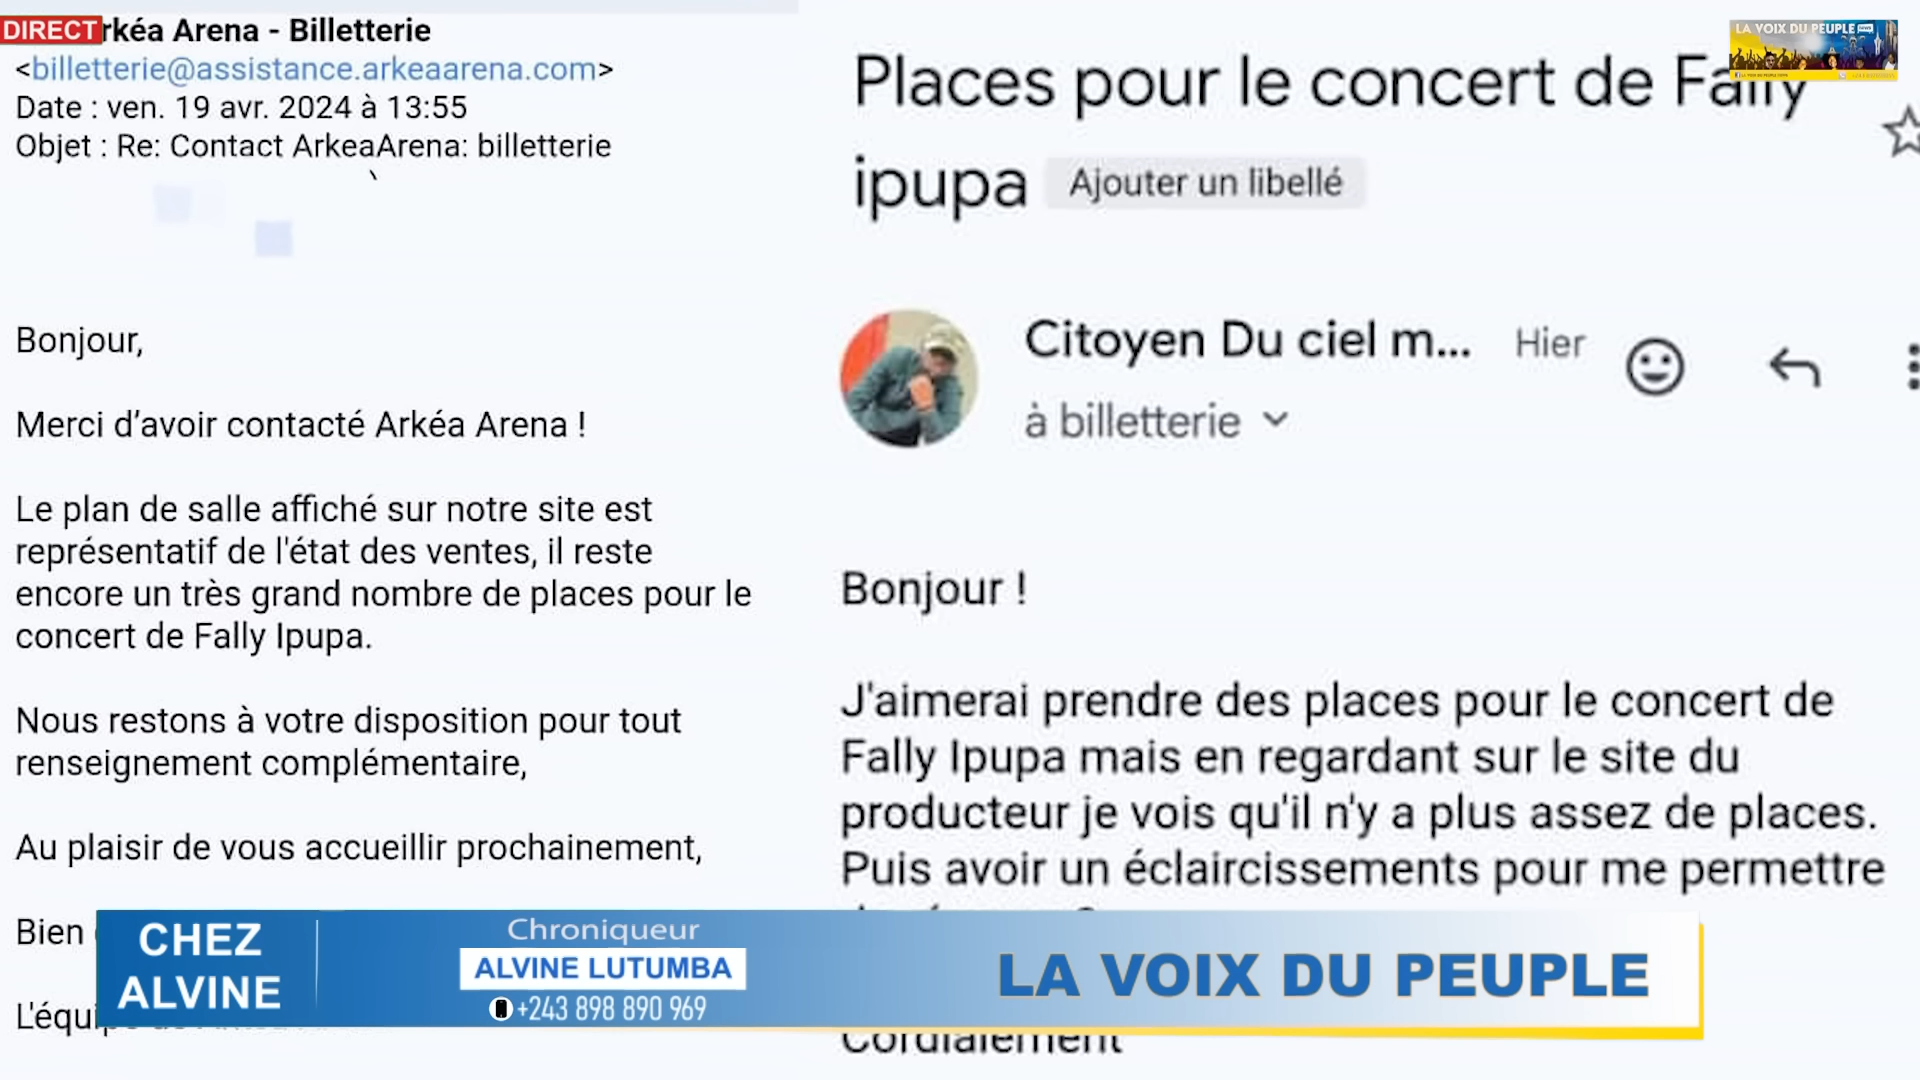 DIRECT
rkéa Arena - Billetterie
<billetterie@assistance.arkeaarena.com>
Date : ven. 19 avr. 2024 à 13:55
Objet : Re: Contact ArkeaArena: billetterie
Bonjour,
Merci d’avoir contacté Arkéa Arena !
Le plan de salle affiché sur notre site est
représentatif de l'état des ventes, il reste
encore un très grand nombre de places pour le
concert de Fally Ipupa.
Nous restons à votre disposition pour tout
renseignement complémentaire,
Au plaisir de vous accueillir prochainement,
Bien
L'équipe
LA VOIX DU PEUPLE
Places pour le concert de Fally
ipupa Ajouter un libellé
Citoyen Du ciel m... Hier
à billetterie
Bonjour !
J'aimerai prendre des places pour le concert de
Fally Ipupa mais en regardant sur le site du
producteur je vois qu'il n'y a plus assez de places.
Puis avoir un éclaircissements pour me permettre
Cordialement
CHEZ
ALVINE
Chroniqueur
ALVINE LUTUMBA
+243 898 890 969
LA VOIX DU PEUPLE